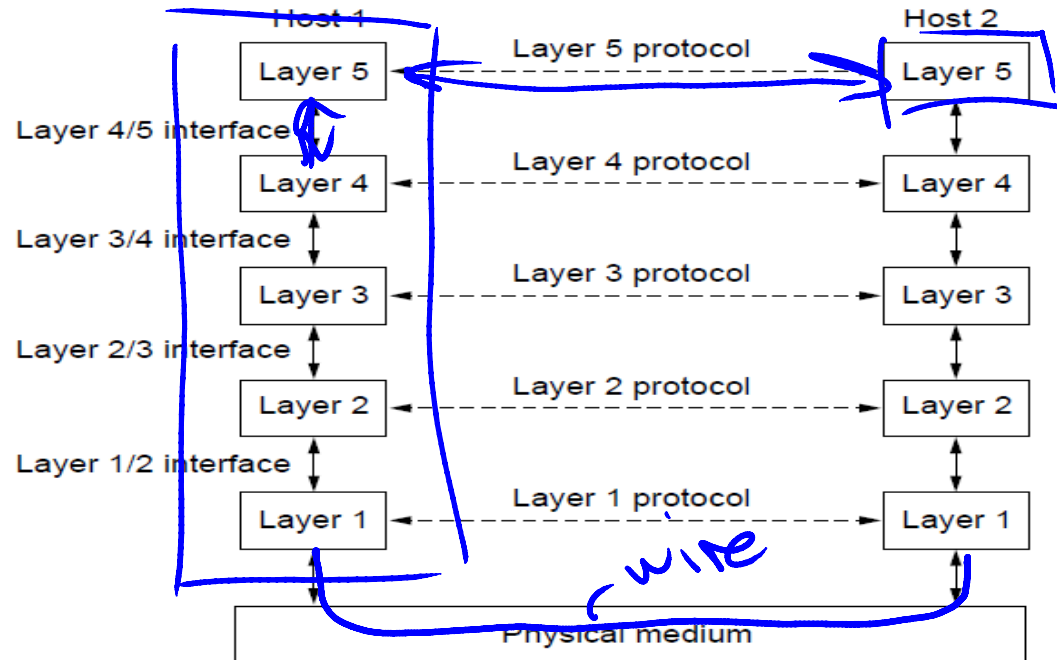 Host 1 Host 2
Layer 5 protocol
Layer 5 Layer 5
Layer 4/5 interface
Layer 4 protocol
Layer 4 Layer 4
Layer 3/4 interface
Layer 3 protocol
Layer 3 Layer 3
Layer 2/3 interface
Layer 2 protocol
Layer 2 Layer 2
Layer 1/2 interface
Layer 1 protocol
Layer 1 Layer 1
wire
Physical medium